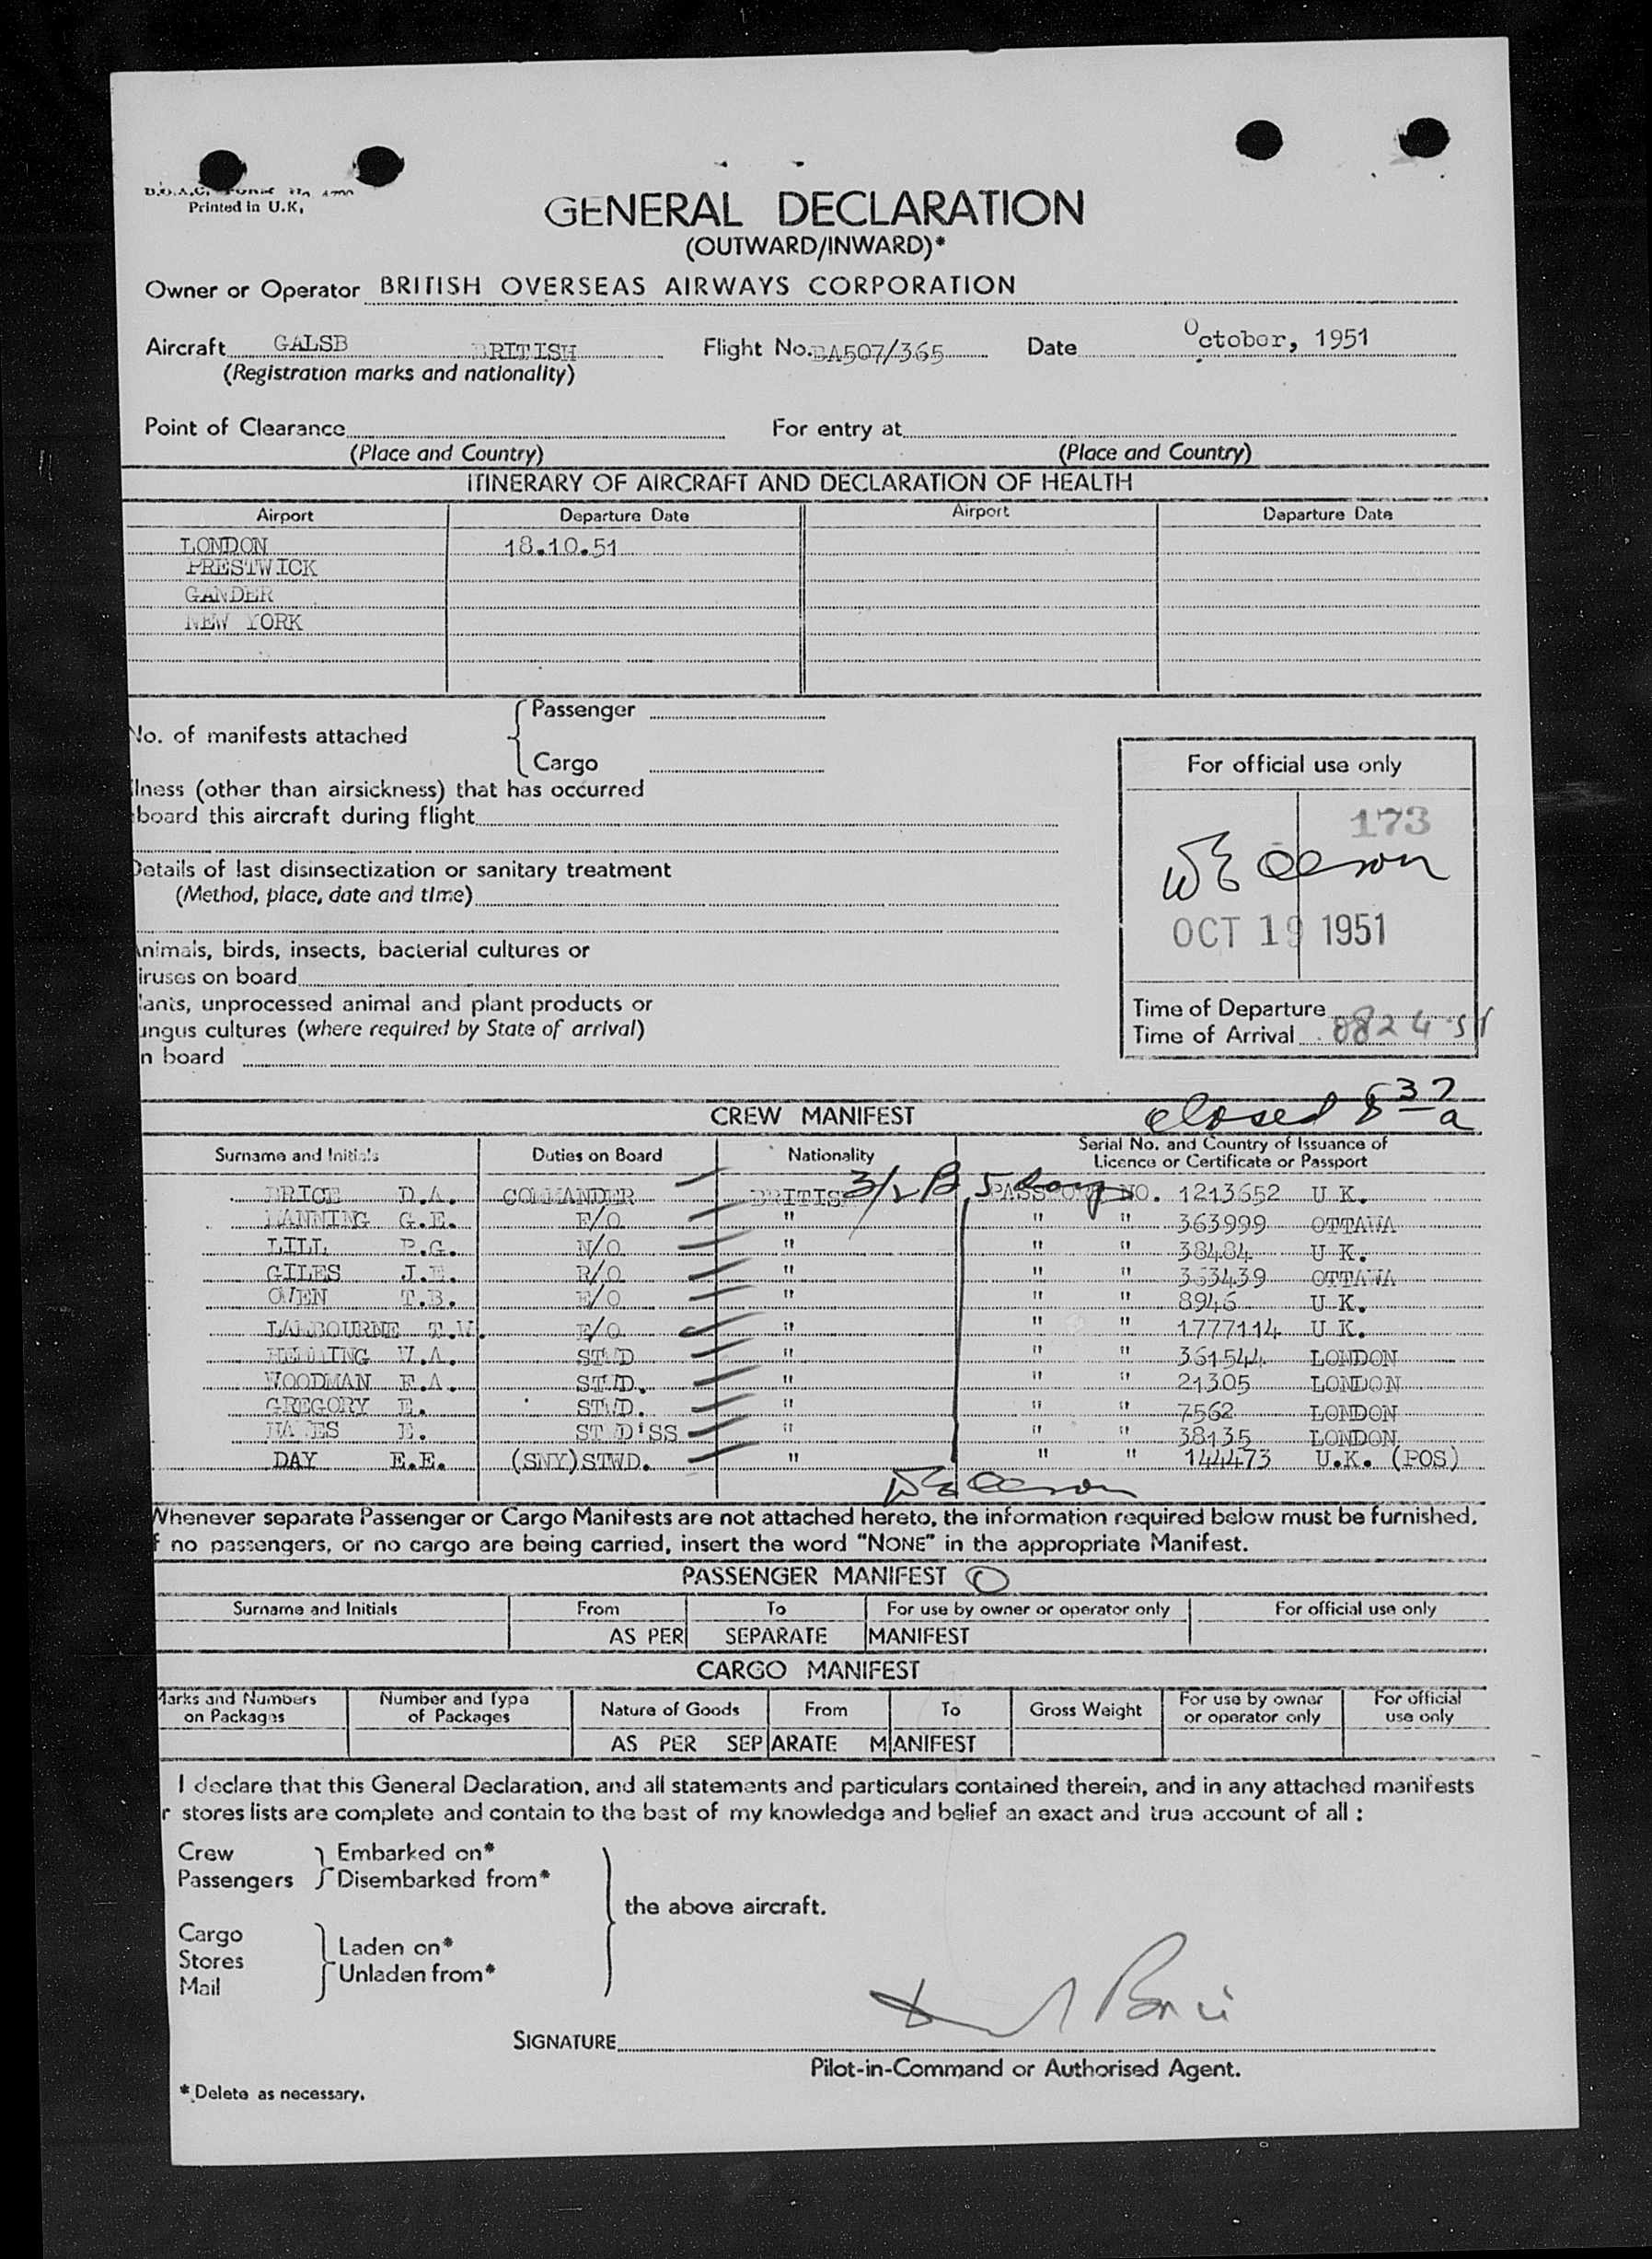 Printed in U.K.
GENERAL DECLARATION
(OUTWARD/INWARD)*
Owner or Operator BRITISH OVERSEAS AIRWAYS CORPORATION
Aircraft GALSB BRITISH Flight No. BA507/365 Date October, 1951
(Registration marks and nationality)
Point of Clearance For entry at
(Place and Country) (Place and Country)
ITINERARY OF AIRCRAFT AND DECLARATION OF HEALTH
Airport Departure Date Airport Departure Date
LONDON 18.10.51
PRESTWICK
GANDER
NEW YORK
No. of manifests attached
Passenger
Cargo
lness (other than airsickness) that has occurred
board this aircraft during flight
Details of last disinsectization or sanitary treatment
(Method, place, date and time)
nimals, birds, insects, bacterial cultures or
iruses on board
lants, unprocessed animal and plant products or
ungus cultures (where required by State of arrival)
n board
For official use only
173
OCT 19 1951
Time of Departure
Time of Arrival
closed 8 37 a
CREW MANIFEST
Surname and Initials Duties on Board Nationality Serial No. and Country of Issuance of
Licence or Certificate or Passport
BRICE D.A. COMMANDER BRITISH PASSPORT NO. 1213652 U.K.
MANNING G.E. F/O " " " 363999 OTTAWA
LILL P.G. N/O " " " 38484 U.K.
GILES J.E. R/O " " " 363439 OTTAWA
OWEN T.B. E/O " " " 8946 U.K.
T.W. E/O " " " 1777114 U.K.
W.A. STWD " " " 361544 LONDON
WOODMAN F.A. STWD. " " " 21305 LONDON
GREGORY E. STWD. " " " 7562 LONDON
E. STWD'SS " " " 38135 LONDON
DAY E.E. (SNY)STWD. " " " 144473 U.K. (POS)
Whenever separate Passenger or Cargo Manifests are not attached hereto, the information required below must be furnished.
f no passengers, or no cargo are being carried, insert the word "NONE" in the appropriate Manifest.
PASSENGER MANIFEST
Surname and Initials From To For use by owner or operator only For official use only
AS PER SEPARATE MANIFEST
CARGO MANIFEST
Marks and Numbers on Packages Number and Type of Packages Nature of Goods From To Gross Weight For use by owner or operator only For official use only
AS PER SEPARATE MANIFEST
I declare that this General Declaration, and all statements and particulars contained therein, and in any attached manifests
r stores lists are complete and contain to the best of my knowledge and belief an exact and true account of all :
Crew Embarked on*
Passengers Disembarked from*
the above aircraft.
Cargo
Stores
Mail
Laden on*
Unladen from*
SIGNATURE
Pilot-in-Command or Authorised Agent.
* Delete as necessary.